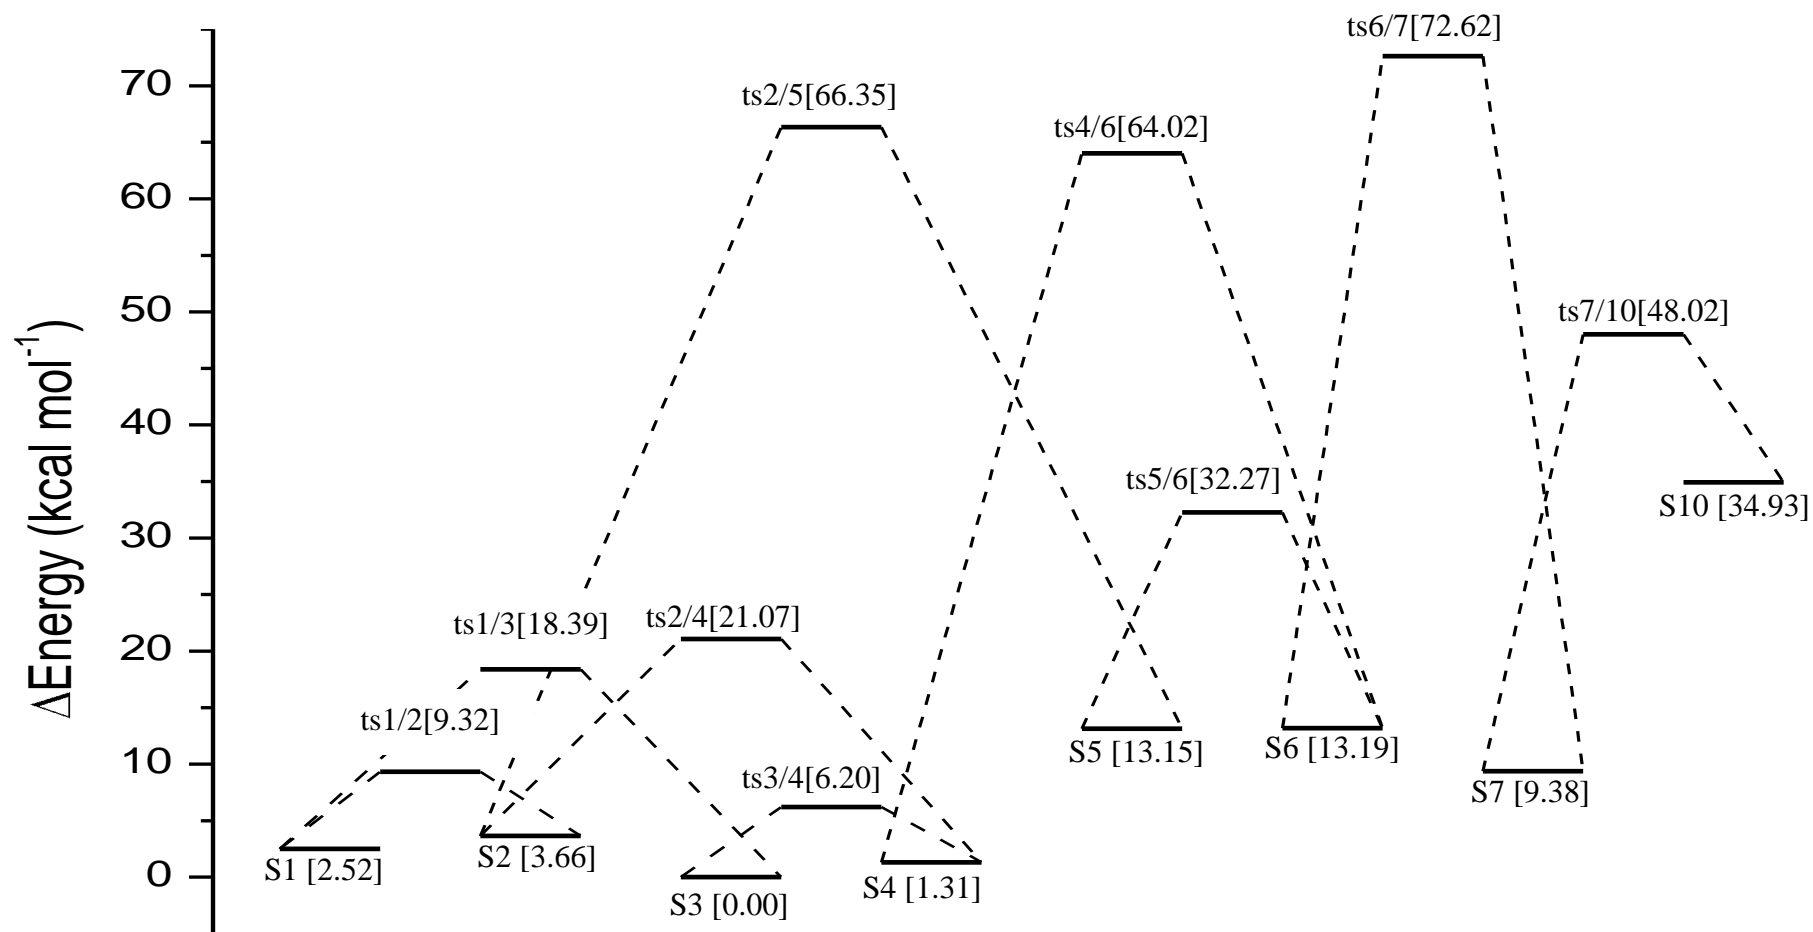 ΔEnergy (kcal mol-1)
70
60
50
40
30
20
10
0
ts6/7[72.62]
ts2/5[66.35]
ts4/6[64.02]
ts7/10[48.02]
ts5/6[32.27]
S10 [34.93]
ts1/3[18.39]
ts2/4[21.07]
ts1/2[9.32]
ts3/4[6.20]
S5 [13.15]
S6 [13.19]
S7 [9.38]
S1 [2.52]
S2 [3.66]
S3 [0.00]
S4 [1.31]